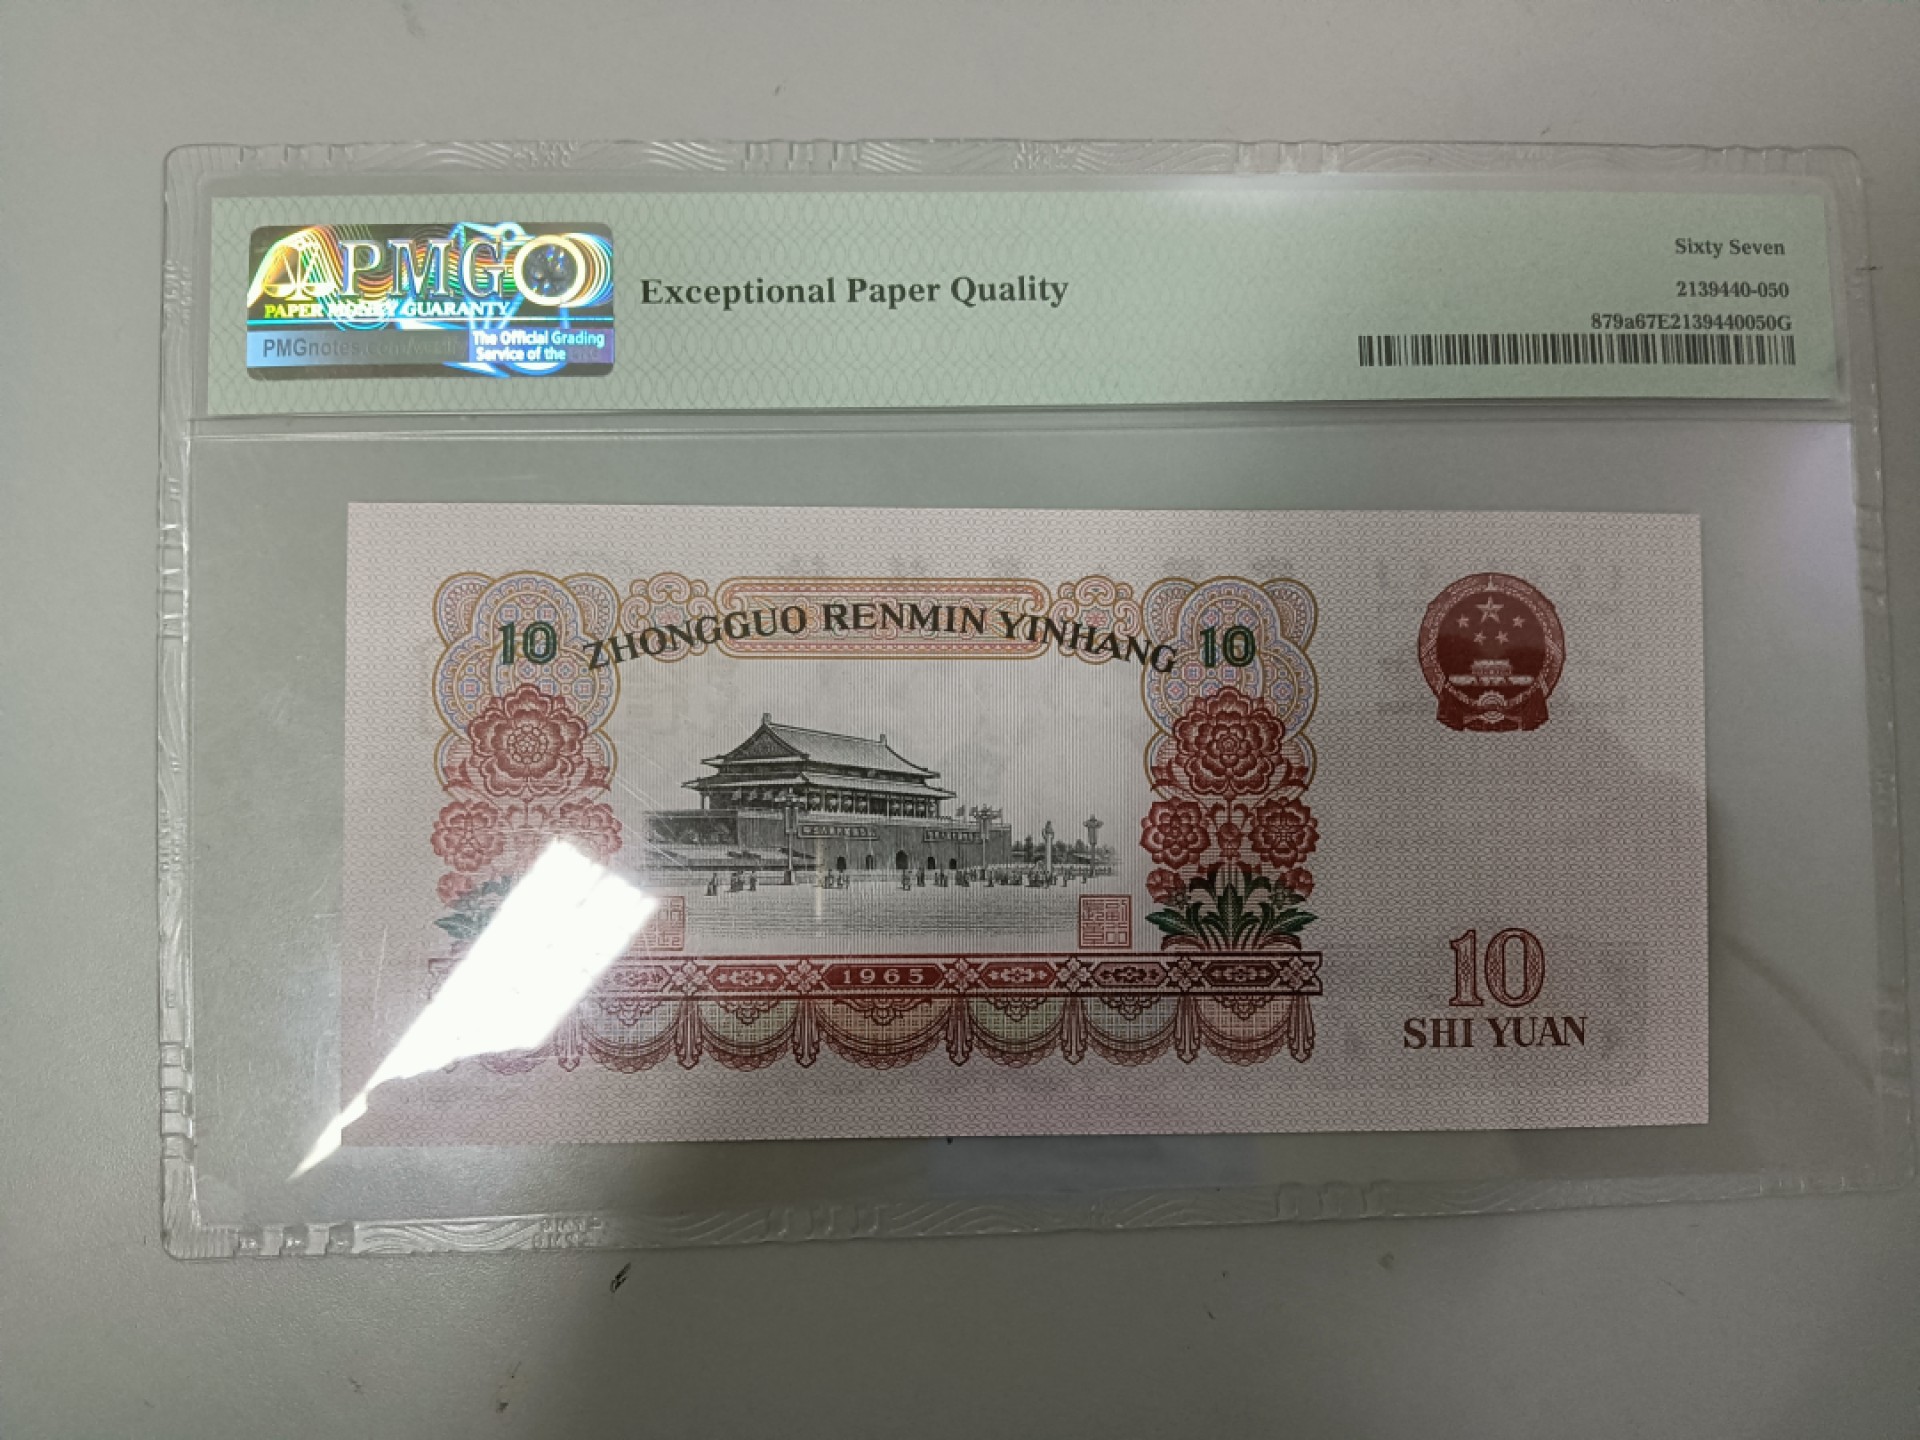 PMG
PAPER MONEY GUARANTY
PMGnotes.com
The Official Grading
Service of the
Exceptional Paper Quality
Sixty Seven
2139440-050
879a67E2139440050G
10 ZHONGGUO RENMIN YINHANG 10
1965
10
SHI YUAN